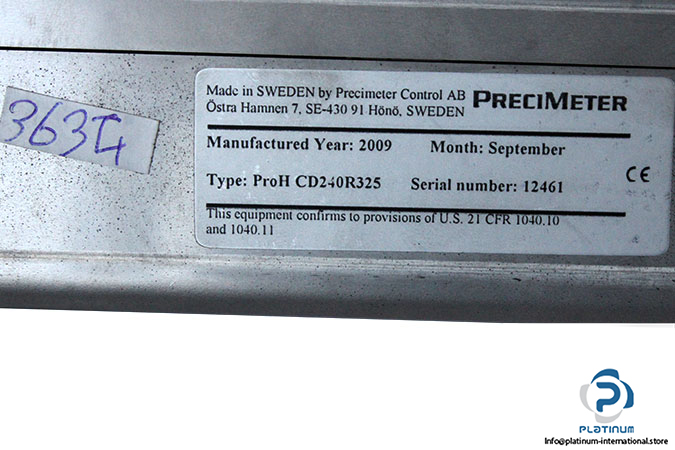 Made in SWEDEN by Precimeter Control AB PRECIMETER
Östra Hamnen 7, SE-430 91 Hönö, SWEDEN
Manufactured Year: 2009 Month: September
Type: ProH CD240R325 Serial number: 12461
CE
This equipment confirms to provisions of U.S. 21 CFR 1040.10
and 1040.11
PLATINUM
Info@platinum-international.store